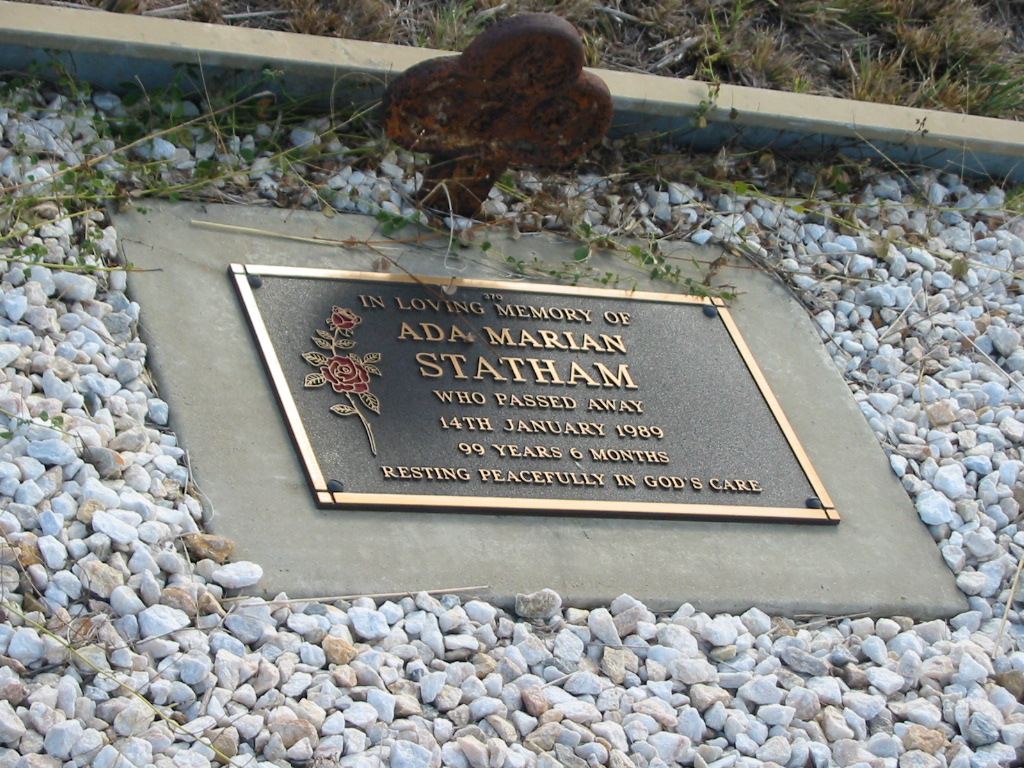 370
IN LOVING MEMORY OF
ADA MARIAN
STATHAM
WHO PASSED AWAY
14TH JANUARY 1989
99 YEARS 6 MONTHS
RESTING PEACEFULLY IN GOD'S CARE